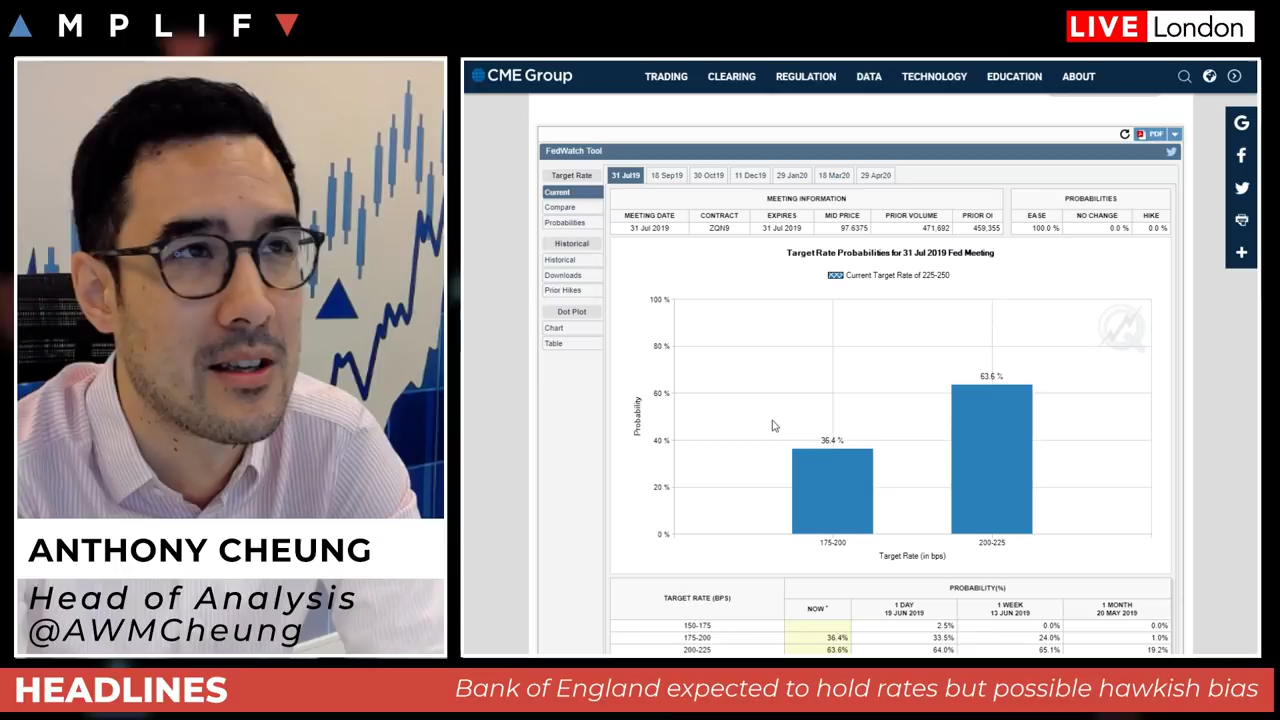 ▲ M P L I F ▼
LIVE London
CME Group
TRADING CLEARING REGULATION DATA TECHNOLOGY EDUCATION ABOUT
PDF
FedWatch Tool
Target Rate
Current
Compare
Probabilities
Historical
Historical
Downloads
Prior Hikes
Dot Plot
Chart
Table
31 Jul19 18 Sep19 30 Oct19 11 Dec19 29 Jan20 18 Mar20 29 Apr20
MEETING INFORMATION
MEETING DATE CONTRACT EXPIRES MID PRICE PRIOR VOLUME PRIOR OI
31 Jul 2019 ZQN9 31 Jul 2019 97.6375 471,692 459,355
PROBABILITIES
EASE NO CHANGE HIKE
100.0 % 0.0 % 0.0 %
Target Rate Probabilities for 31 Jul 2019 Fed Meeting
Current Target Rate of 225-250
100 %
80 %
60 %
40 %
20 %
0 %
Probability
36.4 %
63.6 %
175-200 200-225
Target Rate (in bps)
TARGET RATE (BPS) PROBABILITY(%)
NOW * 1 DAY 19 JUN 2019 1 WEEK 13 JUN 2019 1 MONTH 20 MAY 2019
150-175 2.5% 0.0% 0.0%
175-200 36.4% 33.5% 24.0% 1.0%
200-225 63.6% 64.0% 65.1% 19.2%
G
ANTHONY CHEUNG
Head of Analysis
@AWMCheung
HEADLINES
Bank of England expected to hold rates but possible hawkish bias